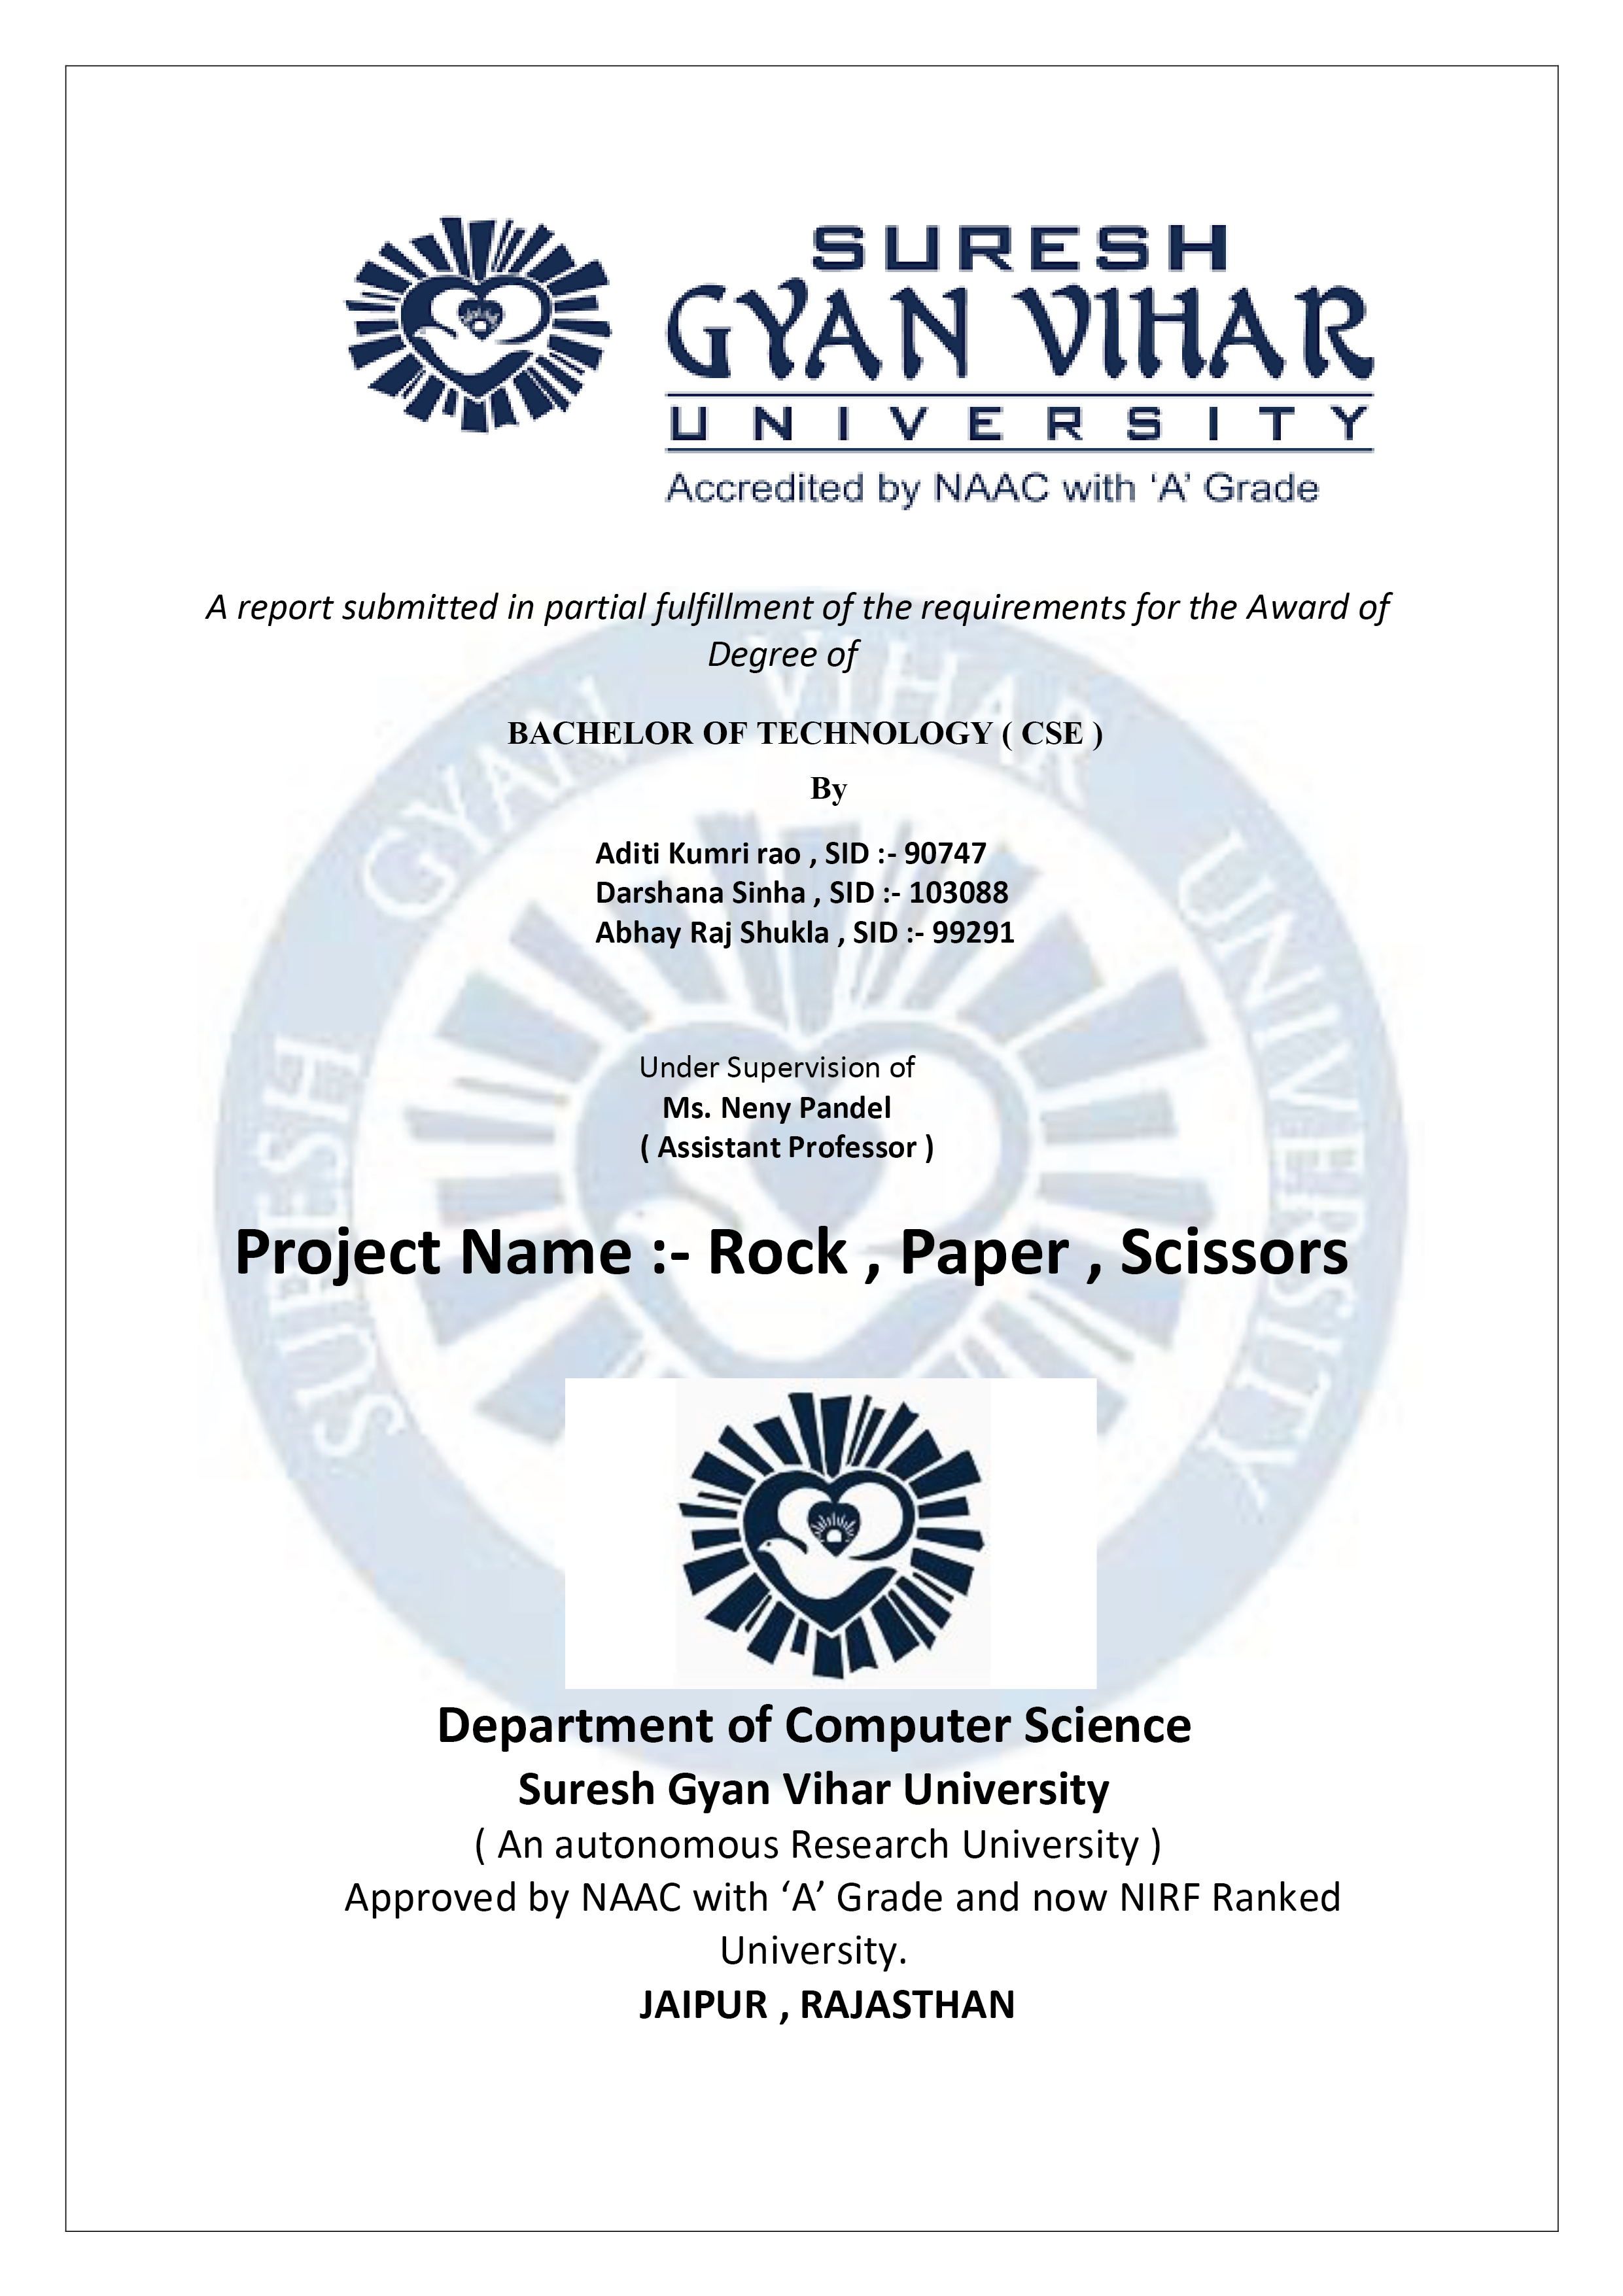 SURESH
GYAN VIHAR
UNIVERSITY
Accredited by NAAC with ‘A’ Grade
A report submitted in partial fulfillment of the requirements for the Award of
Degree of
BACHELOR OF TECHNOLOGY ( CSE )
By
Aditi Kumri rao , SID :- 90747
Darshana Sinha , SID :- 103088
Abhay Raj Shukla , SID :- 99291
Under Supervision of
Ms. Neny Pandel
( Assistant Professor )
Project Name :- Rock , Paper , Scissors
SURESH GYAN VIHAR UNIVERSITY
Department of Computer Science
Suresh Gyan Vihar University
( An autonomous Research University )
Approved by NAAC with ‘A’ Grade and now NIRF Ranked
University.
JAIPUR , RAJASTHAN